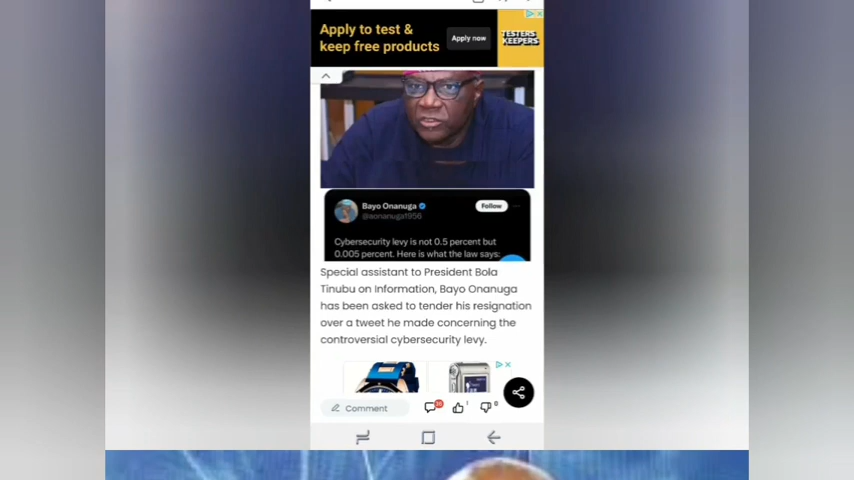 Apply to test &
keep free products
Apply now
TESTERS
KEEPERS
Bayo Onanuga
Follow
@aonanuga1956
Cybersecurity levy is not 0.5 percent but
0.005 percent. Here is what the law says:
Special assistant to President Bola
Tinubu on Information, Bayo Onanuga
has been asked to tender his resignation
over a tweet he made concerning the
controversial cybersecurity levy.
Comment
1
0